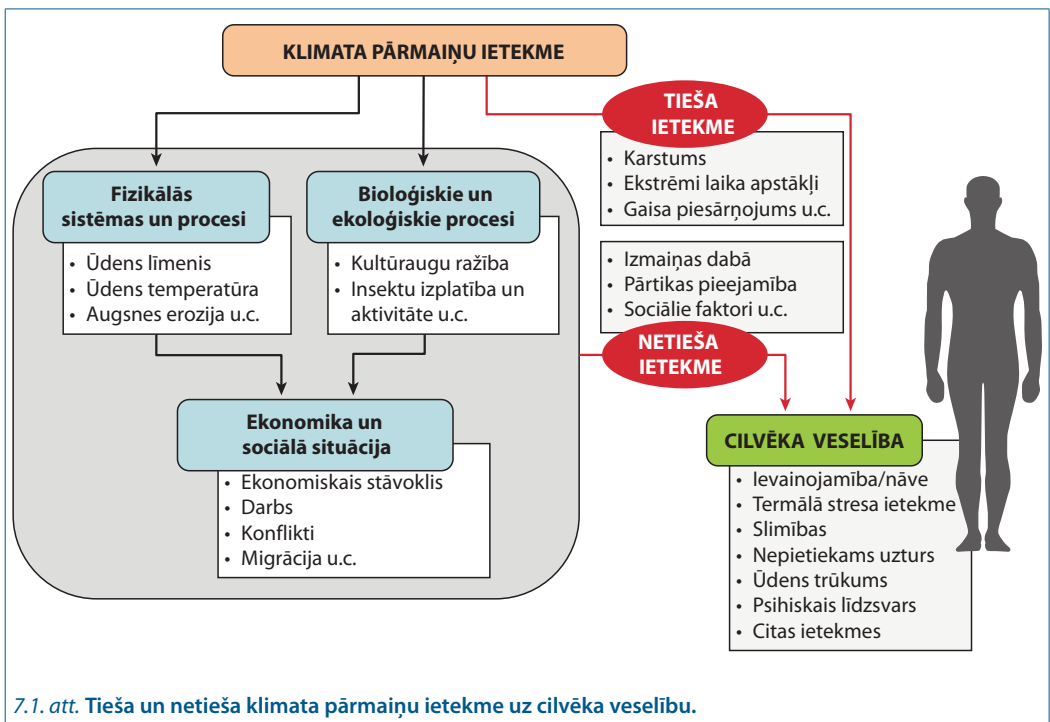 KLIMATA PĀRMAIŅU IETEKME
TIEŠA
IETEKME
• Karstums
• Ekstrēmi laika apstākļi
• Gaisa piesārņojums u.c.
Fizikālās
sistēmas un procesi
• Ūdens līmenis
• Ūdens temperatūra
• Augsnes erozija u.c.
Bioloģiskie un
ekoloģiskie procesi
• Kultūraugu ražība
• Insektu izplatība un
aktivitāte u.c.
• Izmaiņas dabā
• Pārtikas pieejamība
• Sociālie faktori u.c.
NETIEŠA
IETEKME
Ekonomika un
sociālā situācija
• Ekonomiskais stāvoklis
• Darbs
• Konflikti
• Migrācija u.c.
CILVĒKA VESELĪBA
• Ievainojamība/nāve
• Termālā stresa ietekme
• Slimības
• Nepietiekams uzturs
• Ūdens trūkums
• Psihiskais līdzsvars
• Citas ietekmes
7.1. att. Tieša un netieša klimata pārmaiņu ietekme uz cilvēka veselību.